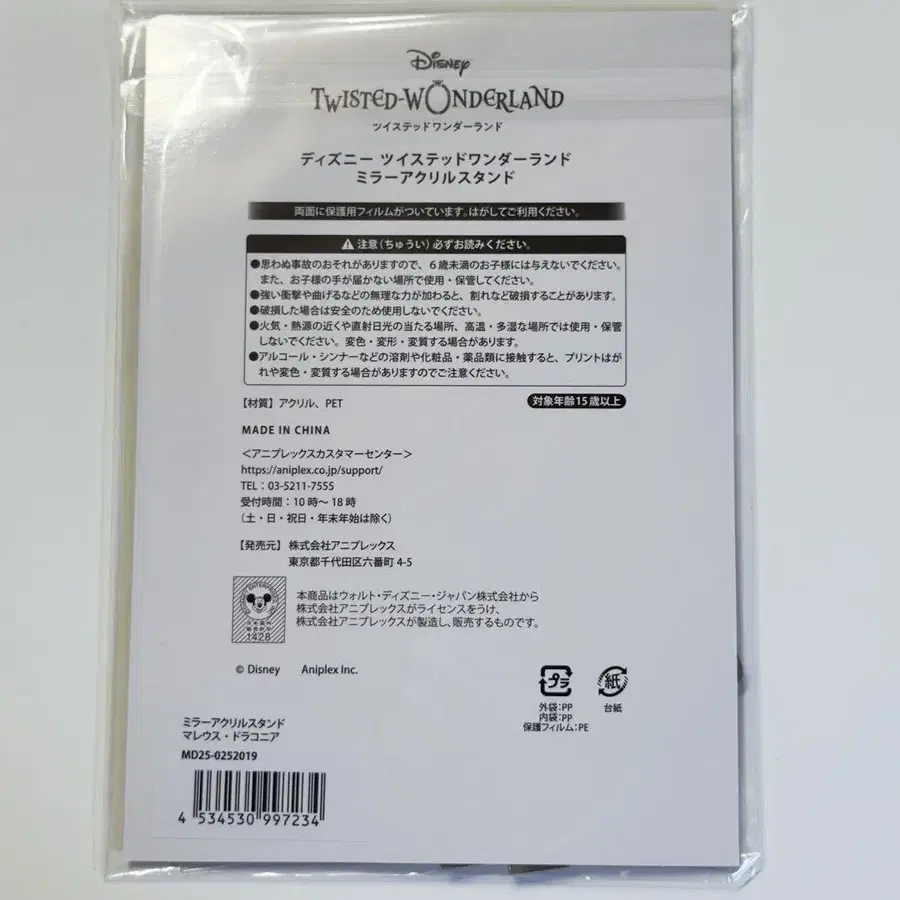 Disney
TWISTED-WONDERLAND
ツイステッドワンダーランド
ディズニー ツイステッドワンダーランド
ミラーアクリルスタンド
両面に保護用フィルムがついています。はがしてご利用ください。
注意(ちゅうい)必ずお読みください。
●思わぬ事故のおそれがありますので、6歳未満のお子様には与えないでください。
また、お子様の手が届かない場所で使用・保管してください。
●強い衝撃や曲げるなどの無理な力が加わると、割れなど破損することがあります。
●破損した場合は安全のため使用しないでください。
●火気・熱源の近くや直射日光の当たる場所、高温・多湿な場所では使用・保管
しないでください。変色・変形・変質する場合があります。
●アルコール・シンナーなどの溶剤や化粧品・薬品類に接触すると、プリントはが
れや変色・変質する場合がありますのでご注意ください。
【材質】アクリル、PET
対象年齢15歳以上
MADE IN CHINA
<アニプレックスカスタマーセンター>
https://aniplex.co.jp/support/
TEL:03-5211-7555
受付時間:10時~18時
(土・日・祝日・年末年始は除く)
【発売元】株式会社アニプレックス
東京都千代田区六番町4-5
本商品はウォルト・ディズニー・ジャパン株式会社から
株式会社アニプレックスがライセンスをうけ、
株式会社アニプレックスが製造し、販売するものです。
1428
© Disney Aniplex Inc.
プラ
紙
外袋:PP
内袋:PP
保護フィルム:PE
台紙
ミラーアクリルスタンド
マレウス・ドラコニア
MD25-0252019
4 534530 997234